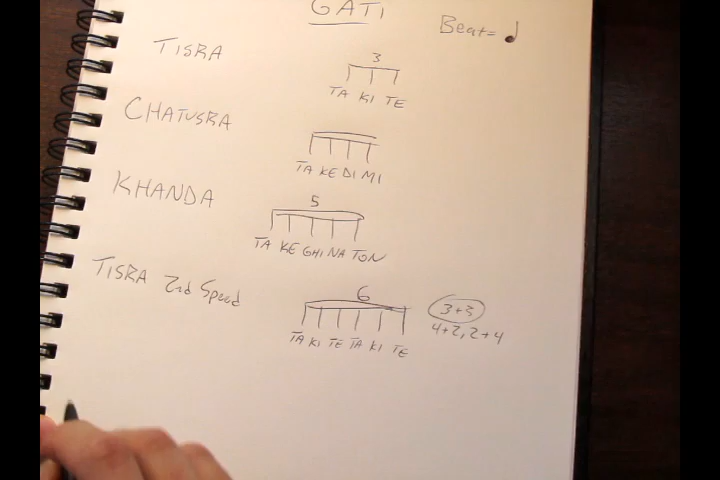 GATI
Beat= ♩
TISRA
3
TA KI TE
CHATUSRA
TA KE DI MI
KHANDA
5
TA KE GHI NA TON
TISRA 2nd Speed
6
3+3
TA KI TE TA KI TE
4+2, 2+4